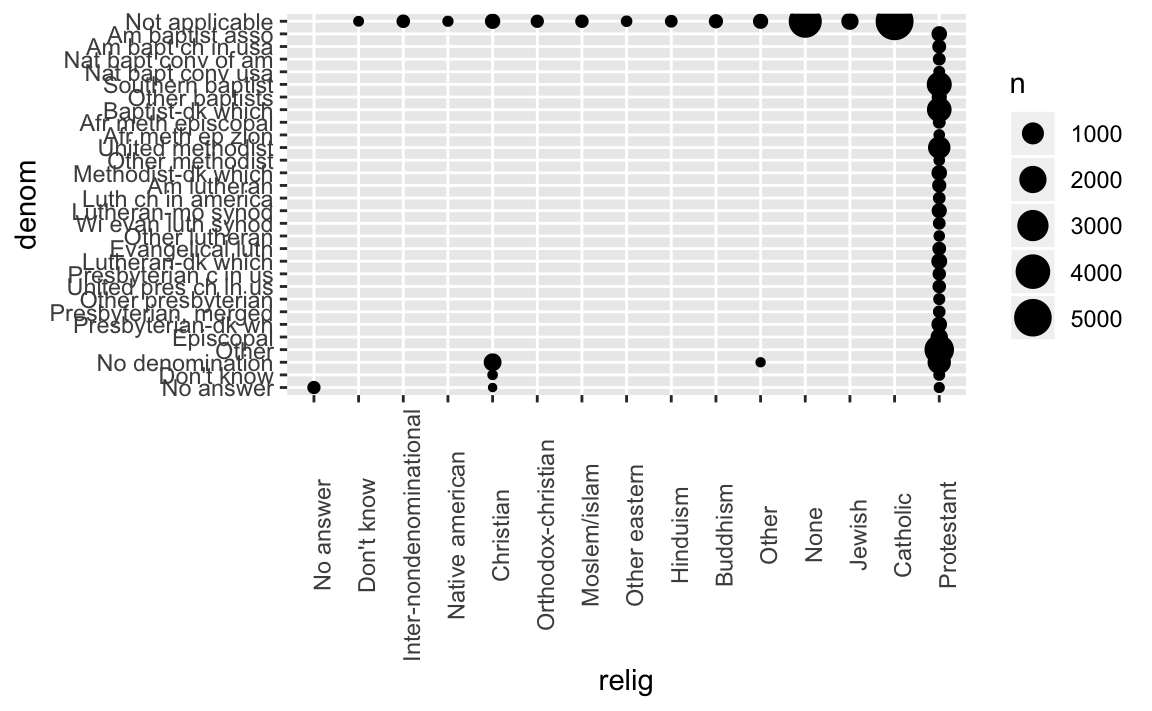 denom
Not applicable
Am baptist asso
Am bapt ch in usa
Nat bapt conv of am
Nat bapt conv usa
Southern baptist
Other baptists
Baptist-dk which
Afr meth episcopal
Afr meth ep zion
United methodist
Other methodist
Methodist-dk which
Am lutheran
Luth ch in america
Lutheran-mo synod
Wi evan luth synod
Other lutheran
Evangelical luth
Lutheran-dk which
Presbyterian c in us
United pres ch in us
Other presbyterian
Presbyterian, merged
Presbyterian-dk wh
Episcopal
Other
No denomination
Don't know
No answer
No answer
Don't know
Inter-nondenominational
Native american
Christian
Orthodox-christian
Moslem/islam
Other eastern
Hinduism
Buddhism
Other
None
Jewish
Catholic
Protestant
relig
n
1000
2000
3000
4000
5000